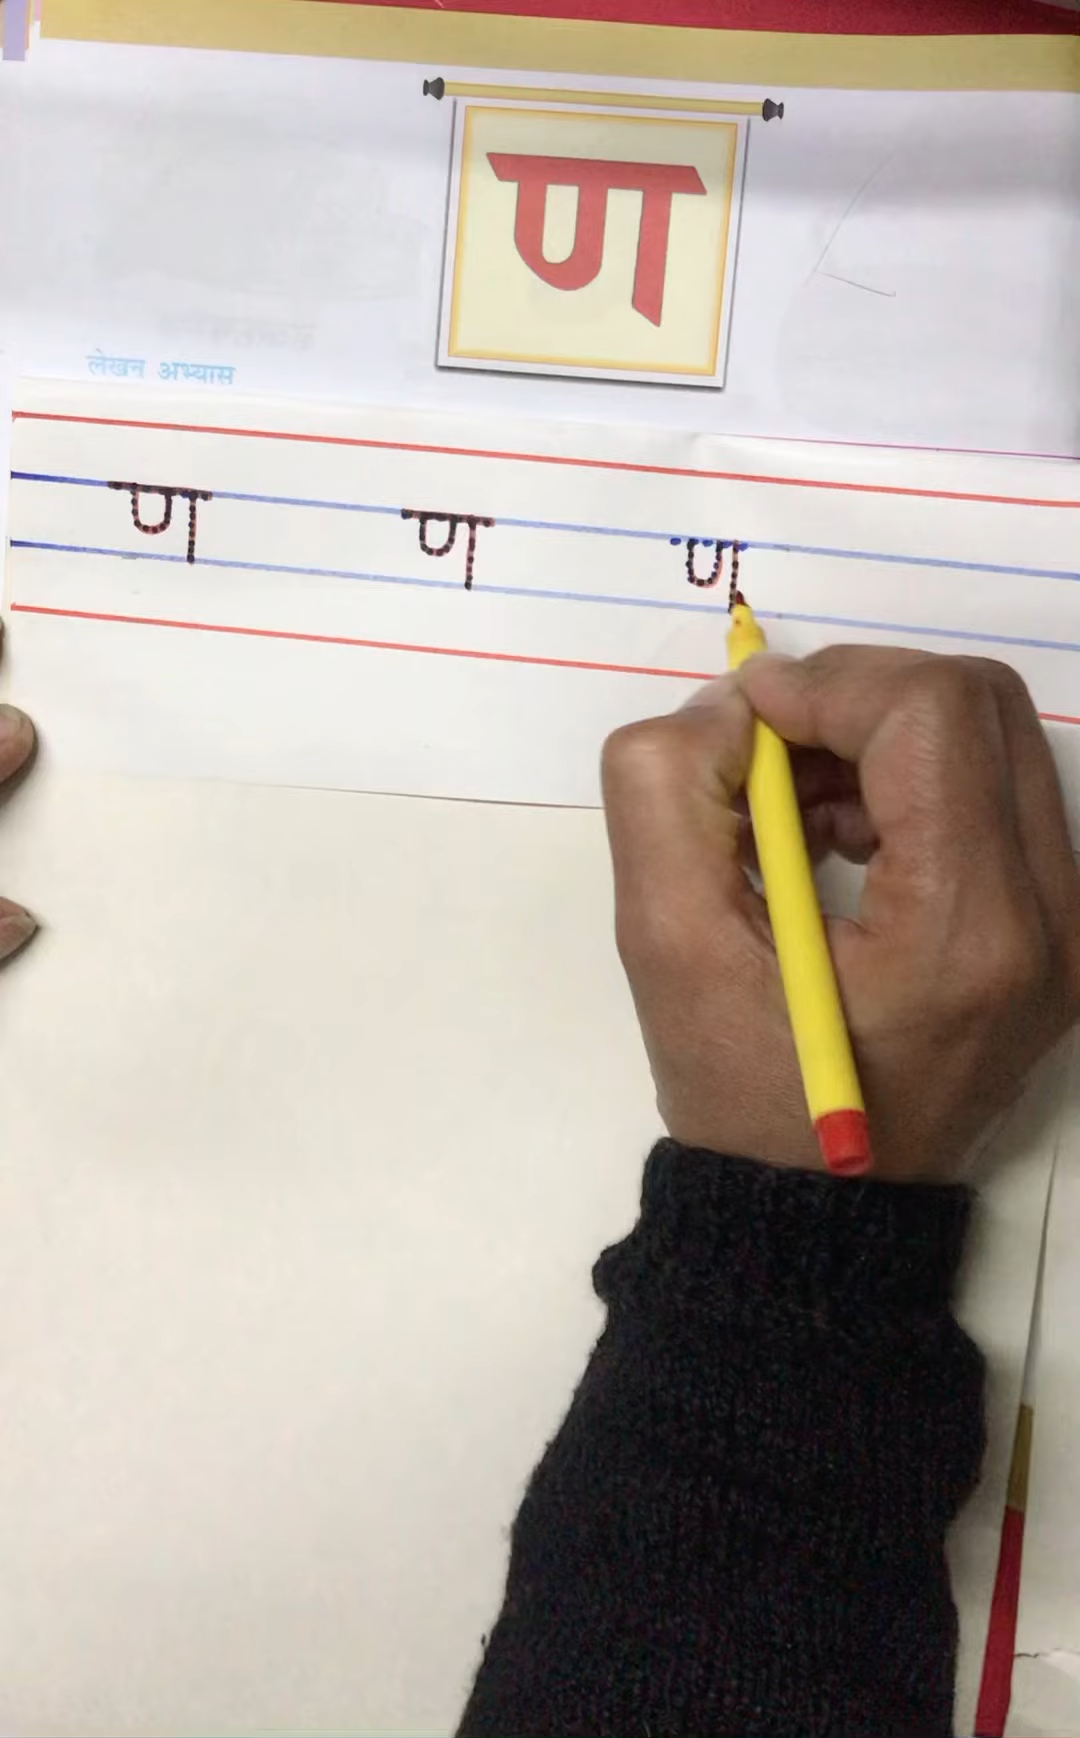 ण
लेखन अभ्यास
ण ण ण